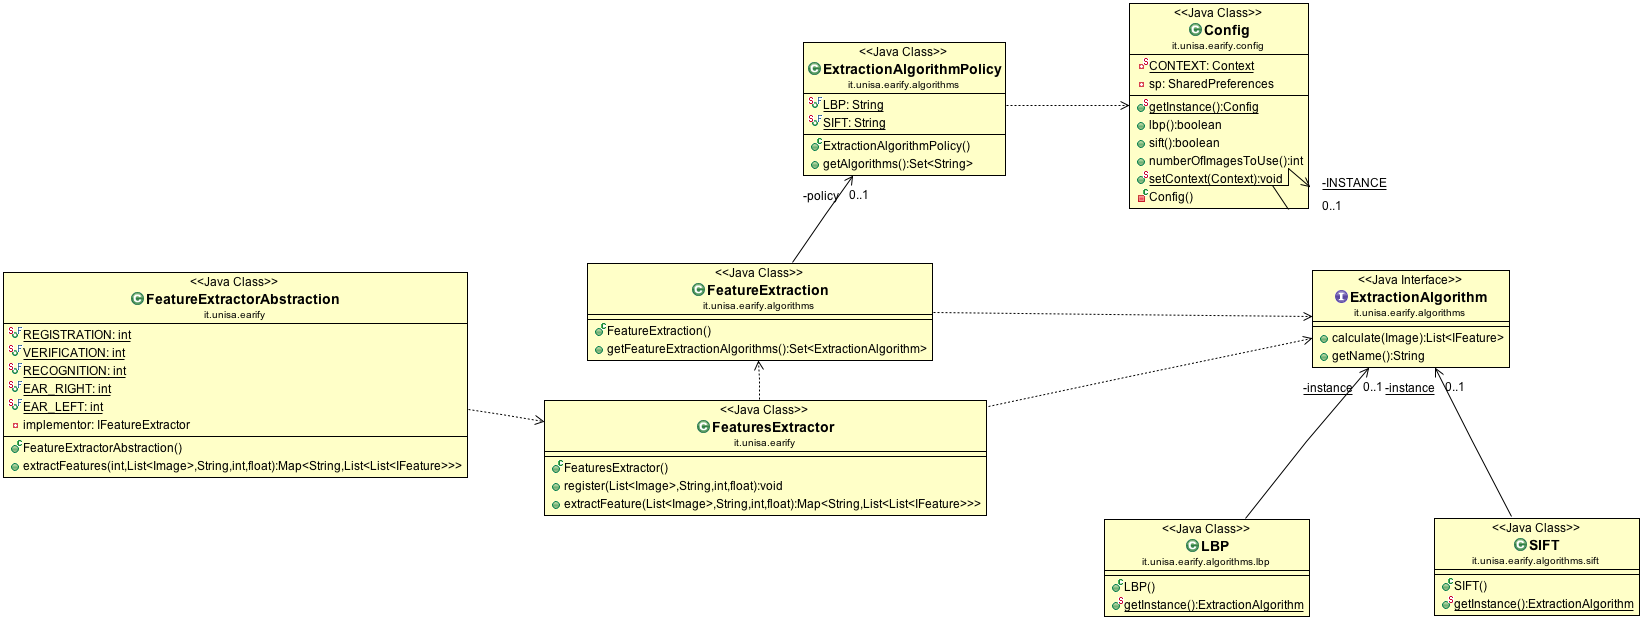 <<Java Class>>
Config
it.unisa.earify.config
CONTEXT: Context
sp: SharedPreferences
getInstance():Config
lbp():boolean
sift():boolean
numberOfImagesToUse():int
setContext(Context):void
Config()
-INSTANCE
0..1
<<Java Class>>
ExtractionAlgorithmPolicy
it.unisa.earify.algorithms
LBP: String
SIFT: String
ExtractionAlgorithmPolicy()
getAlgorithms():Set<String>
-policy
0..1
<<Java Class>>
FeatureExtraction
it.unisa.earify.algorithms
FeatureExtraction()
getFeatureExtractionAlgorithms():Set<ExtractionAlgorithm>
<<Java Class>>
FeatureExtractorAbstraction
it.unisa.earify
REGISTRATION: int
VERIFICATION: int
RECOGNITION: int
EAR_RIGHT: int
EAR_LEFT: int
implementor: IFeatureExtractor
FeatureExtractorAbstraction()
extractFeatures(int,List<Image>,String,int,float):Map<String,List<List<IFeature>>>
<<Java Interface>>
ExtractionAlgorithm
it.unisa.earify.algorithms
calculate(Image):List<IFeature>
getName():String
-instance
0..1
-instance
0..1
<<Java Class>>
FeaturesExtractor
it.unisa.earify
FeaturesExtractor()
register(List<Image>,String,int,float):void
extractFeature(List<Image>,String,int,float):Map<String,List<List<IFeature>>>
<<Java Class>>
LBP
it.unisa.earify.algorithms.lbp
LBP()
getInstance():ExtractionAlgorithm
<<Java Class>>
SIFT
it.unisa.earify.algorithms.sift
SIFT()
getInstance():ExtractionAlgorithm